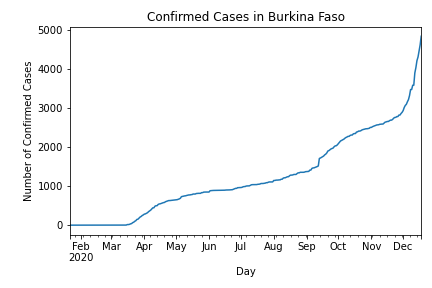 Confirmed Cases in Burkina Faso
Number of Confirmed Cases
5000
4000
3000
2000
1000
0
Feb Mar Apr May Jun Jul Aug Sep Oct Nov Dec
2020
Day